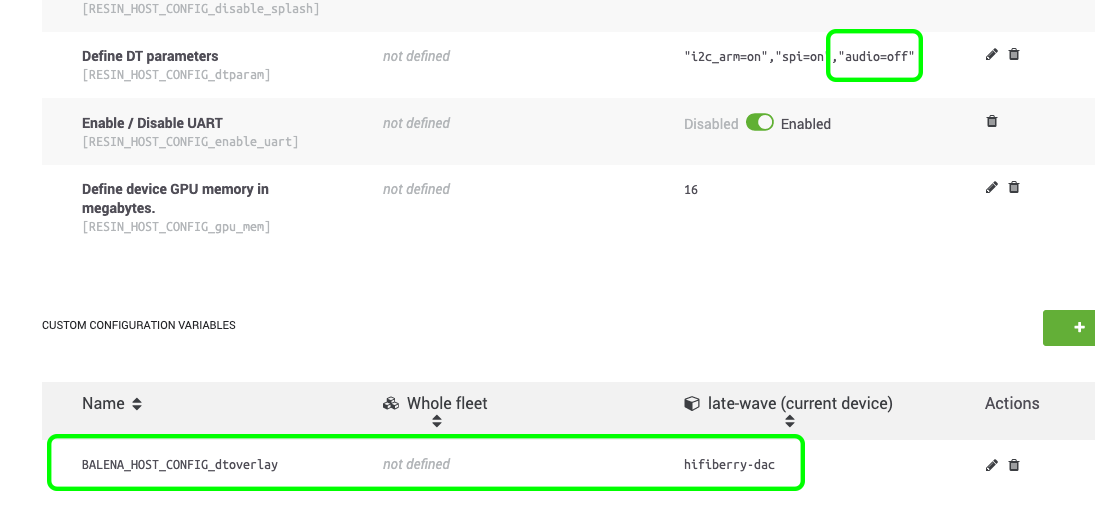 [RESIN_HOST_CONFIG_disable_splash]
Define DT parameters not defined "i2c_arm=on","spi=on","audio=off"
[RESIN_HOST_CONFIG_dtparam]
Enable / Disable UART not defined Disabled Enabled
[RESIN_HOST_CONFIG_enable_uart]
Define device GPU memory in not defined 16
megabytes.
[RESIN_HOST_CONFIG_gpu_mem]
CUSTOM CONFIGURATION VARIABLES
+
Name Whole fleet late-wave (current device) Actions
BALENA_HOST_CONFIG_dtoverlay not defined hifiberry-dac